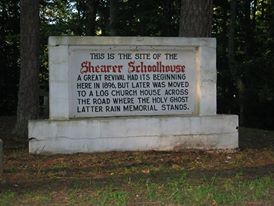 THIS IS THE SITE OF THE
Shearer Schoolhouse
A GREAT REVIVAL HAD ITS BEGINNING
HERE IN 1896, BUT LATER WAS MOVED
TO A LOG CHURCH HOUSE ACROSS
THE ROAD WHERE THE HOLY GHOST
LATTER RAIN MEMORIAL STANDS.